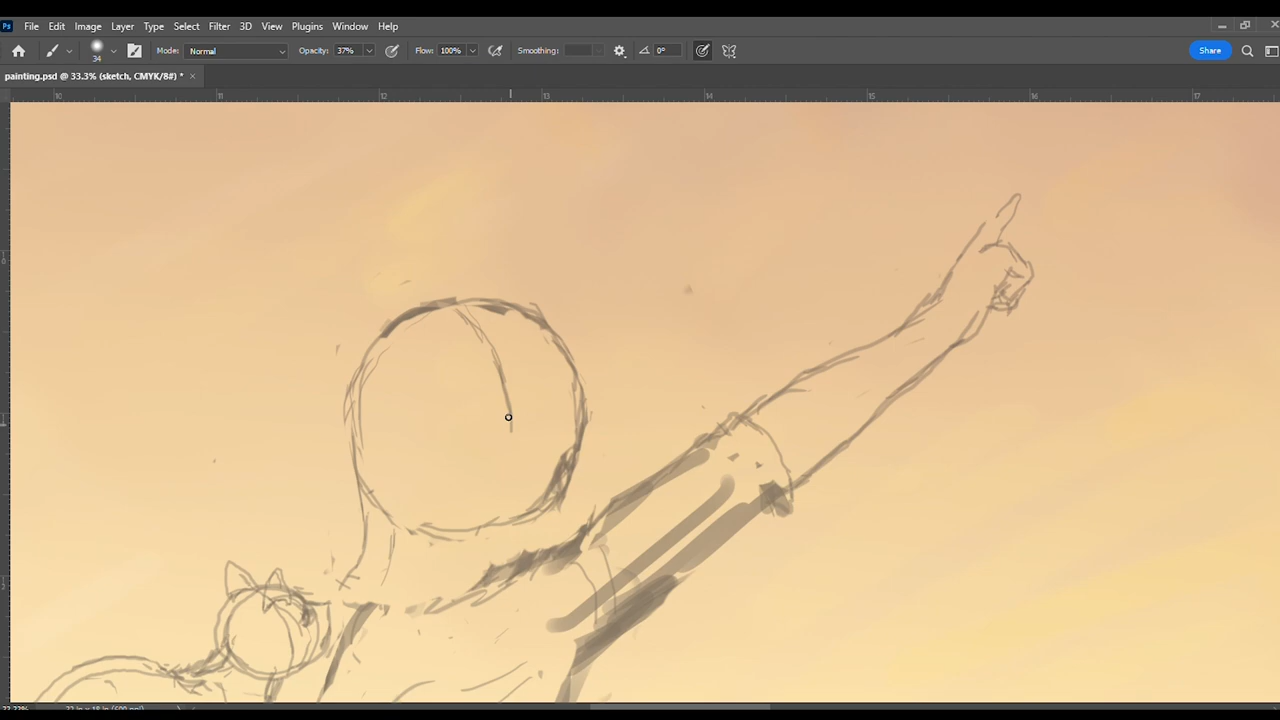 Ps File Edit Image Layer Type Select Filter 3D View Plugins Window Help
34 Mode: Normal Opacity: 37% Flow: 100% Smoothing: 0° Share
painting.psd @ 33.3% (sketch, CMYK/8#) *
10 11 12 13 14 15 16 17